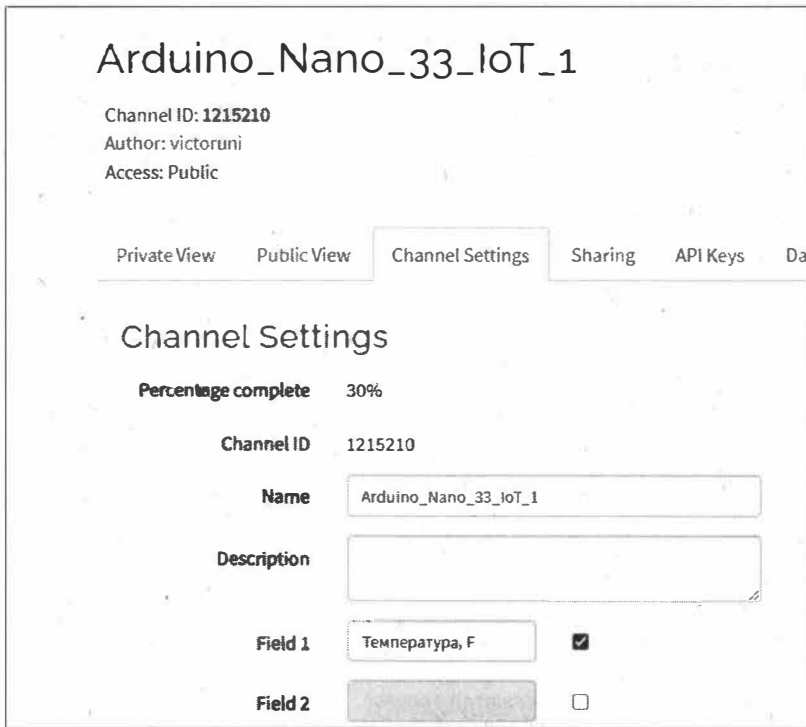 Arduino_Nano_33_IoT_1
Channel ID: 1215210
Author: victoruni
Access: Public
Private View Public View Channel Settings Sharing API Keys Da
Channel Settings
Percentage complete 30%
Channel ID 1215210
Name Arduino_Nano_33_IoT_1
Description
Field 1 Температура, F
Field 2